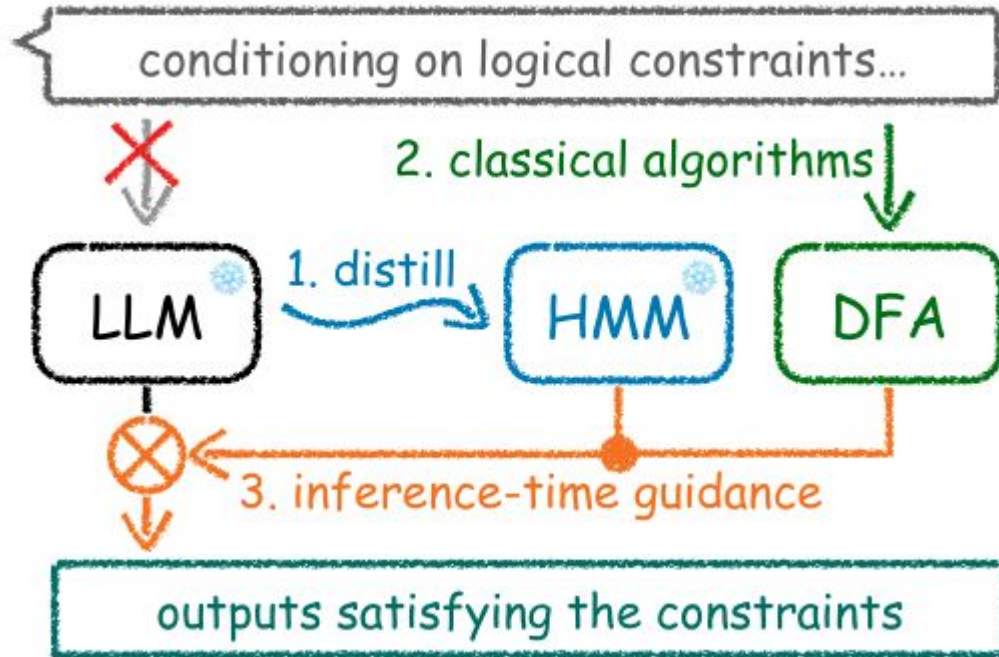 conditioning on logical constraints...
2. classical algorithms
1. distill
LLM
HMM
DFA
3. inference-time guidance
outputs satisfying the constraints